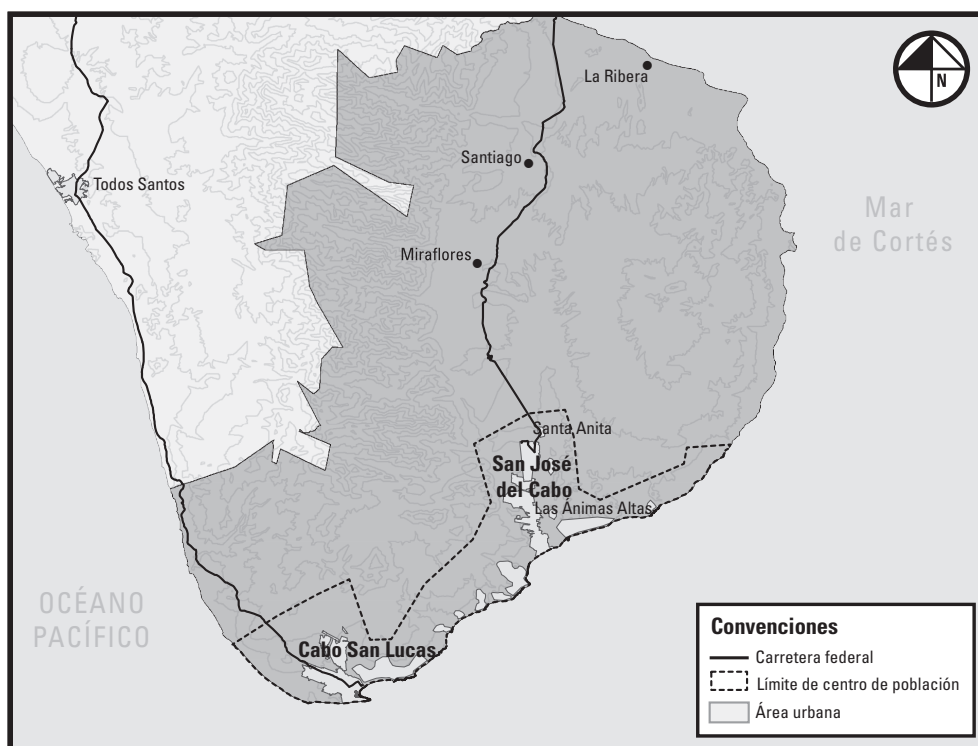 La Ribera
N
Santiago
Todos Santos
Mar
de Cortés
Miraflores
Santa Anita
San José
del Cabo
Las Animas Altas
OCÉANO
PACÍFICO
Cabo San Lucas
Convenciones
Carretera federal
Límite de centro de población
Área urbana